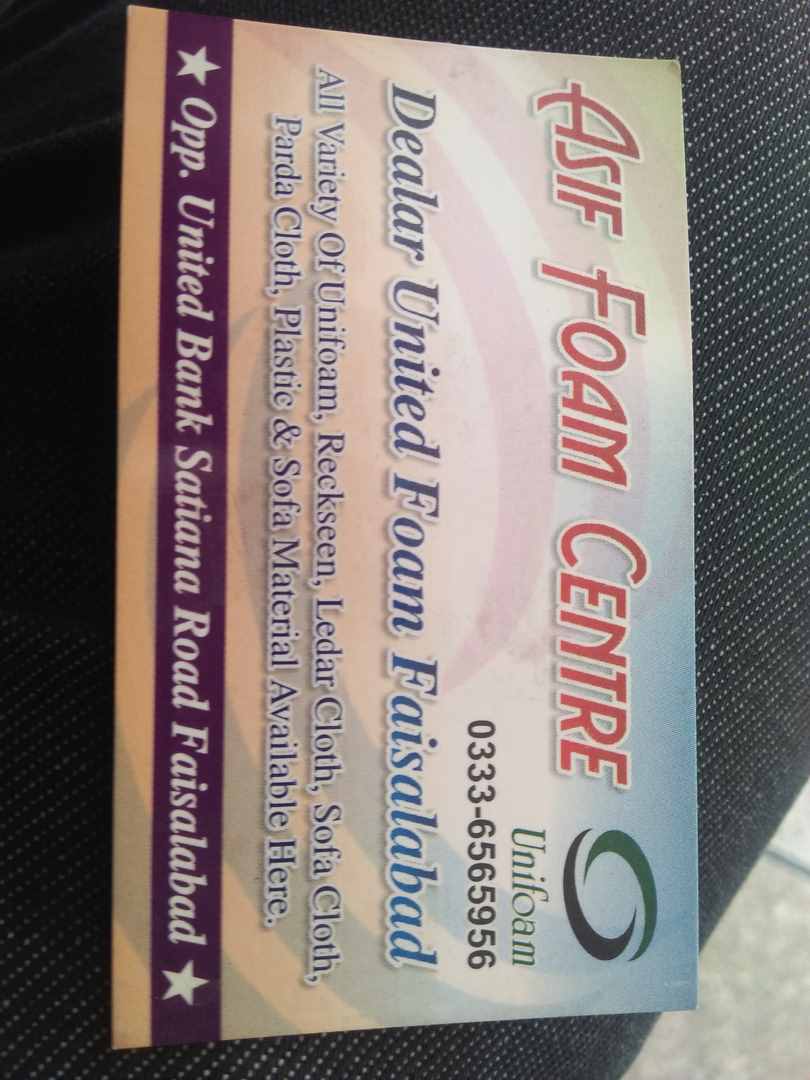 ASIF FOAM CENTRE
Unifoam
0333-6565956
Dealar United Foam Faisalabad
All Variety Of Unifoam, Reckseen, Ledar Cloth, Sofa Cloth,
Parda Cloth, Plastic & Sofa Material Available Here.
★ Opp. United Bank Satiana Road Faisalabad ★